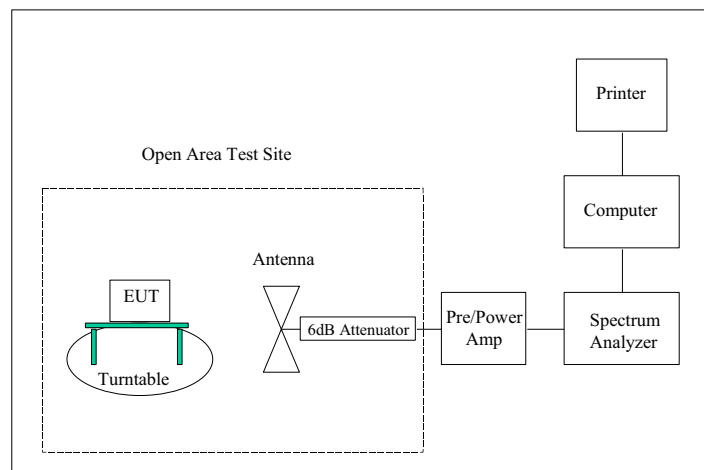 Printer
Open Area Test Site
Computer
Antenna
EUT
6dB Attenuator
Pre/Power
Amp
Spectrum
Analyzer
Turntable